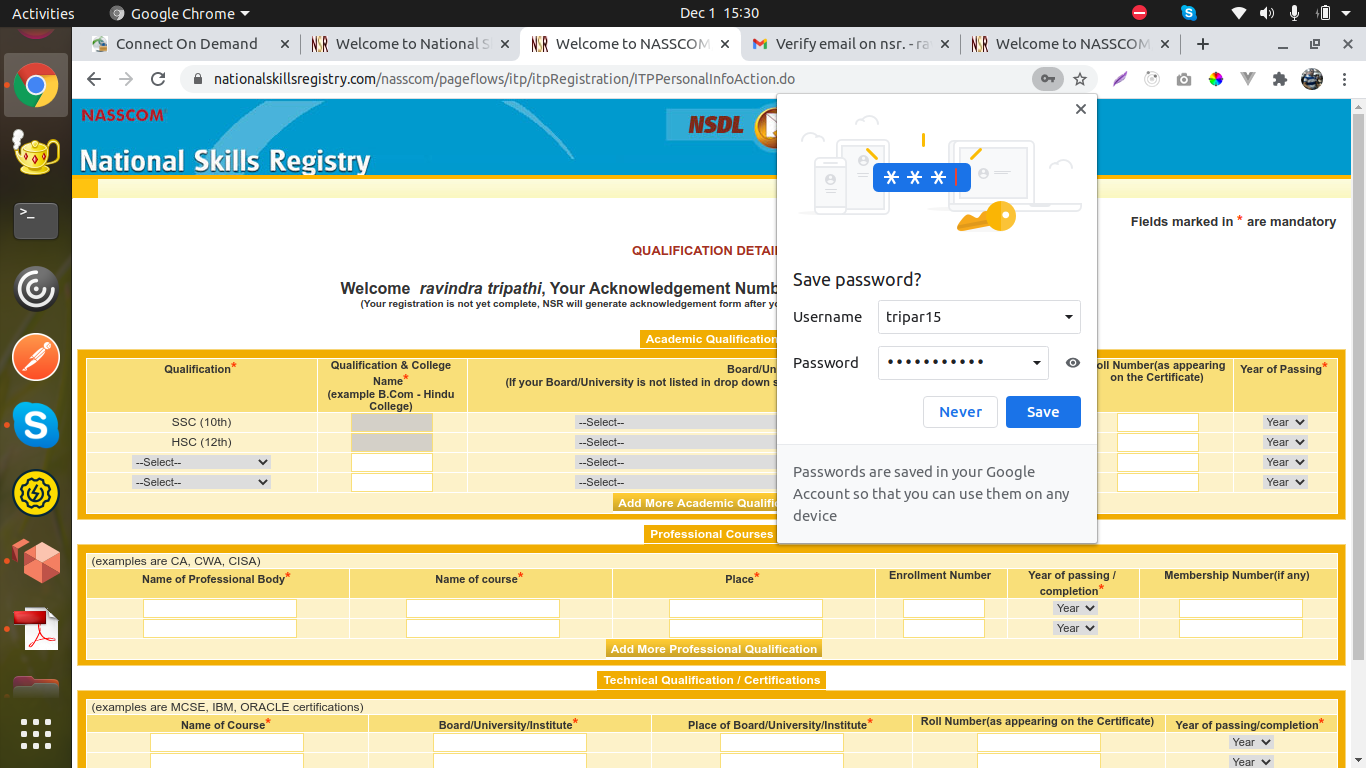 Activities
Google Chrome
Dec 1 15:30
Connect On Demand
Welcome to National S
Welcome to NASSCOM
Verify email on nsr. - ra
Welcome to NASSCOM
nationalskillsregistry.com/nasscom/pageflows/itp/itpRegistration/ITPPersonalInfoAction.do
NASSCOM
NSDL
National Skills Registry
Fields marked in * are mandatory
QUALIFICATION DETAI
Welcome ravindra tripathi, Your Acknowledgement Numb
(Your registration is not yet complete, NSR will generate acknowledgement form after yo
Save password?
Username
tripar15
Password
•••••••••••
Never
Save
Passwords are saved in your Google
Account so that you can use them on any
device
Academic Qualification
Qualification*
Qualification & College
Name*
(example B.Com - Hindu
College)
Board/Un
(If your Board/University is not listed in drop down s
oll Number(as appearing
on the Certificate)
Year of Passing*
SSC (10th)
--Select--
Year
HSC (12th)
--Select--
Year
--Select--
--Select--
Year
--Select--
--Select--
Year
Add More Academic Qualifi
Professional Courses
(examples are CA, CWA, CISA)
Name of Professional Body*
Name of course*
Place*
Enrollment Number
Year of passing /
completion*
Membership Number(if any)
Year
Year
Add More Professional Qualification
Technical Qualification / Certifications
(examples are MCSE, IBM, ORACLE certifications)
Name of Course*
Board/University/Institute*
Place of Board/University/Institute*
Roll Number(as appearing on the Certificate)
Year of passing/completion*
Year
Year